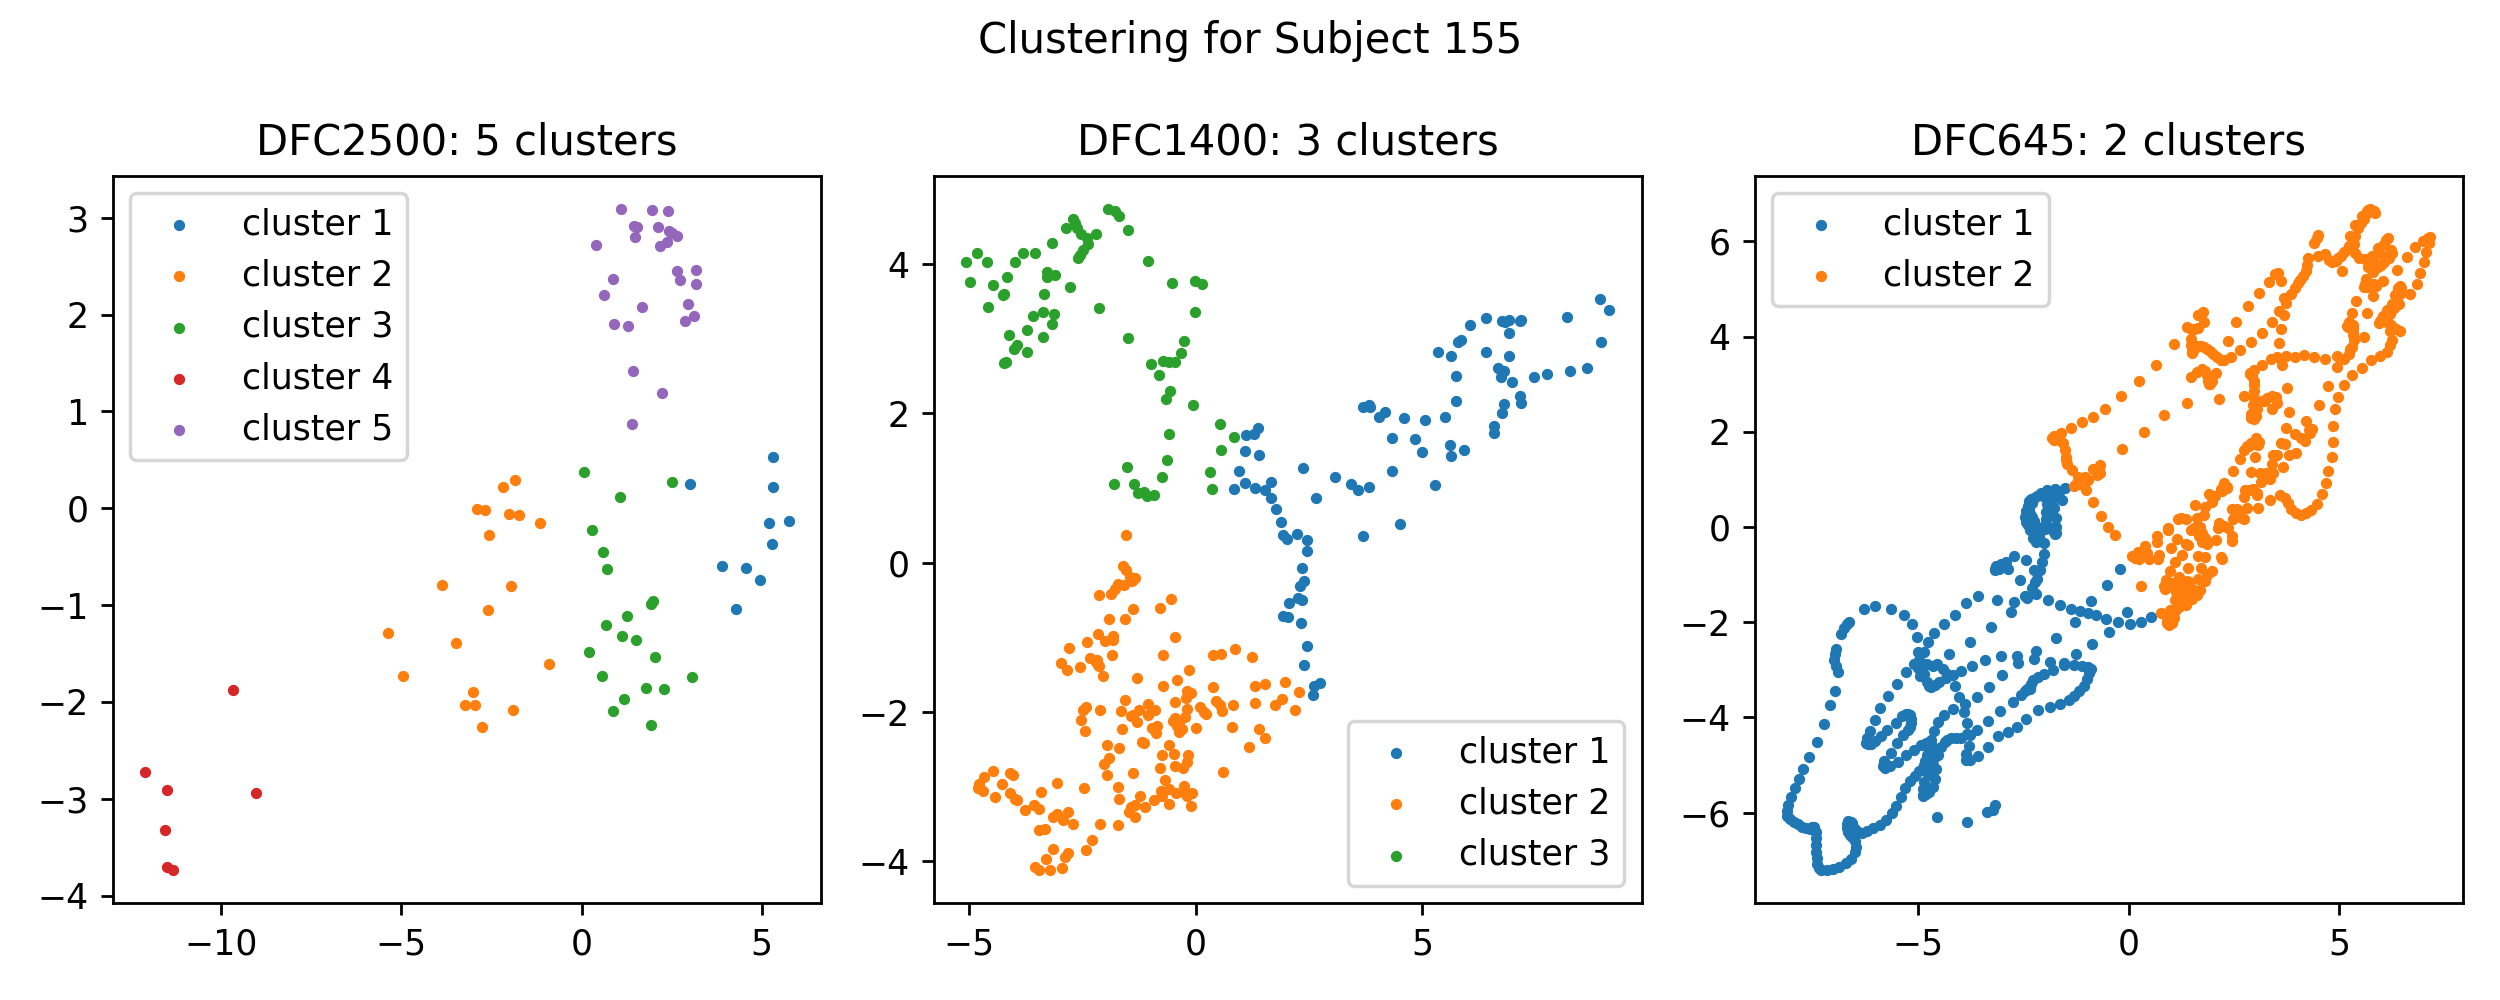 Clustering for Subject 155
DFC2500: 5 clusters
cluster 1
cluster 2
cluster 3
cluster 4
cluster 5
3
2
1
0
−1
−2
−3
−4
−10
−5
0
5
DFC1400: 3 clusters
4
2
0
−2
−4
cluster 1
cluster 2
cluster 3
−5
0
5
DFC645: 2 clusters
cluster 1
cluster 2
6
4
2
0
−2
−4
−6
−5
0
5